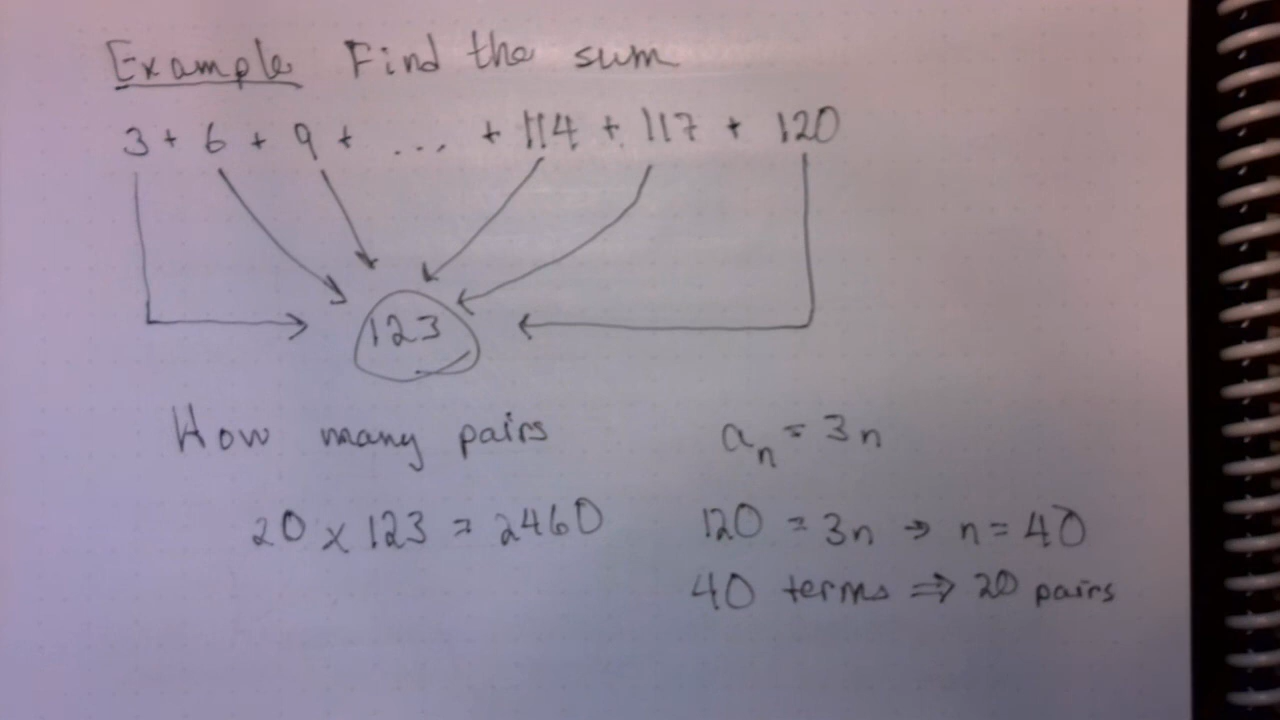 Example Find the sum
3 + 6 + 9 + ... + 114 + 117 + 120
123
How many pairs
aₙ = 3n
20 x 123 = 2460
120 = 3n → n = 40
40 terms ⇒ 20 pairs